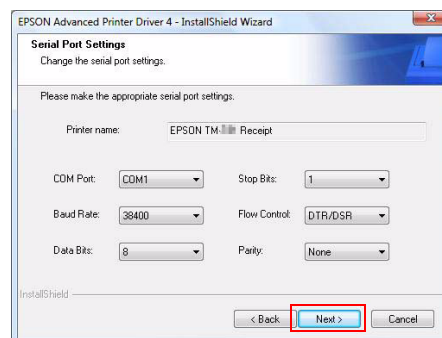 EPSON Advanced Printer Driver 4 - InstallShield Wizard
Serial Port Settings
Change the serial port settings.
Please make the appropriate serial port settings.
Printer name: EPSON TM- Receipt
COM Port: COM1 Stop Bits: 1
Baud Rate: 38400 Flow Control: DTR/DSR
Data Bits: 8 Parity: None
InstallShield
< Back Next > Cancel